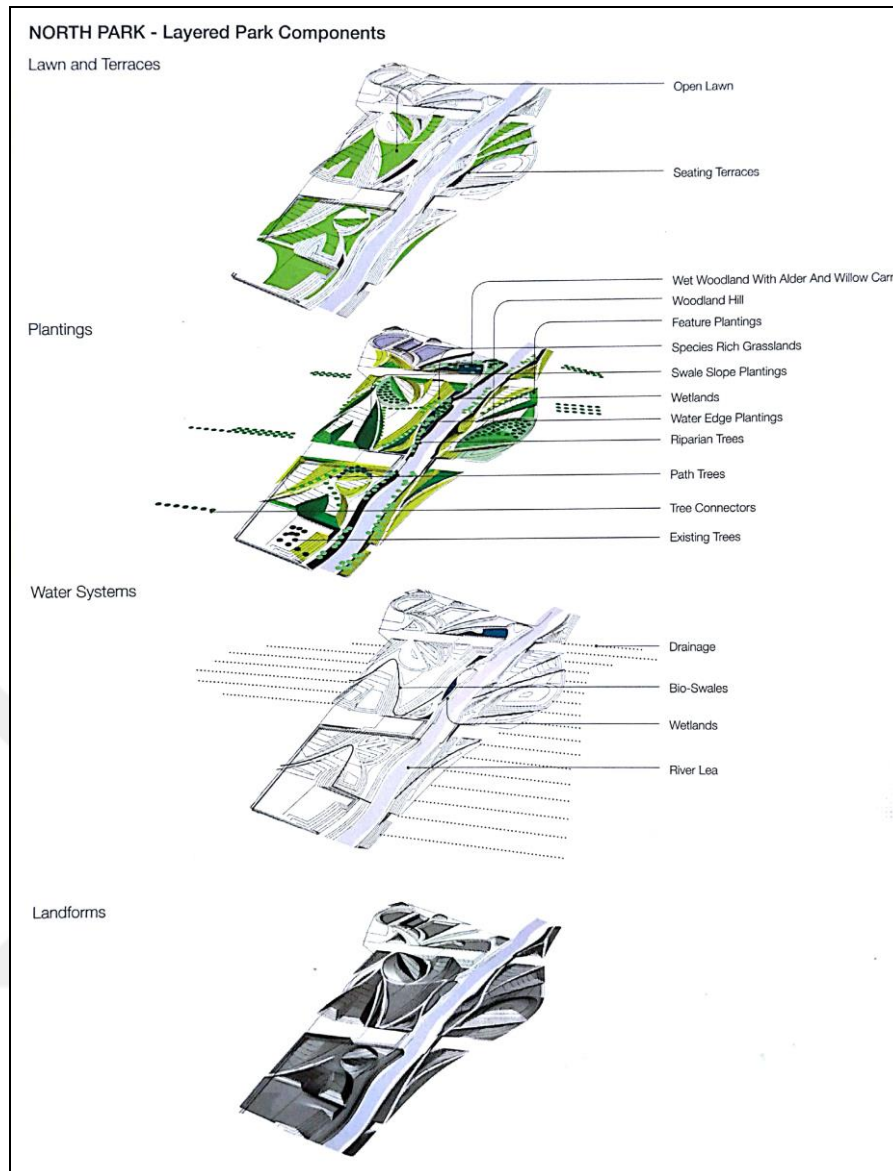 NORTH PARK - Layered Park Components
Lawn and Terraces
Open Lawn
Seating Terraces
Plantings
Wet Woodland With Alder And Willow Carr
Woodland Hill
Feature Plantings
Species Rich Grasslands
Swale Slope Plantings
Wetlands
Water Edge Plantings
Riparian Trees
Path Trees
Tree Connectors
Existing Trees
Water Systems
Drainage
Bio-Swales
Wetlands
River Lea
Landforms